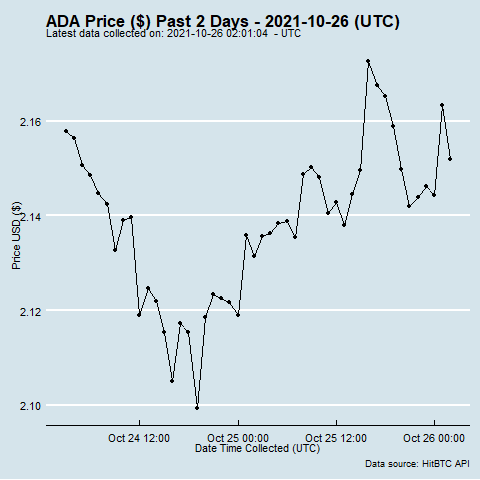 ADA Price ($) Past 2 Days - 2021-10-26 (UTC)
Latest data collected on: 2021-10-26 02:01:04 - UTC
2.16
2.14
2.12
2.10
Price USD ($)
Oct 24 12:00 Oct 25 00:00 Oct 25 12:00 Oct 26 00:00
Date Time Collected (UTC)
Data source: HitBTC API